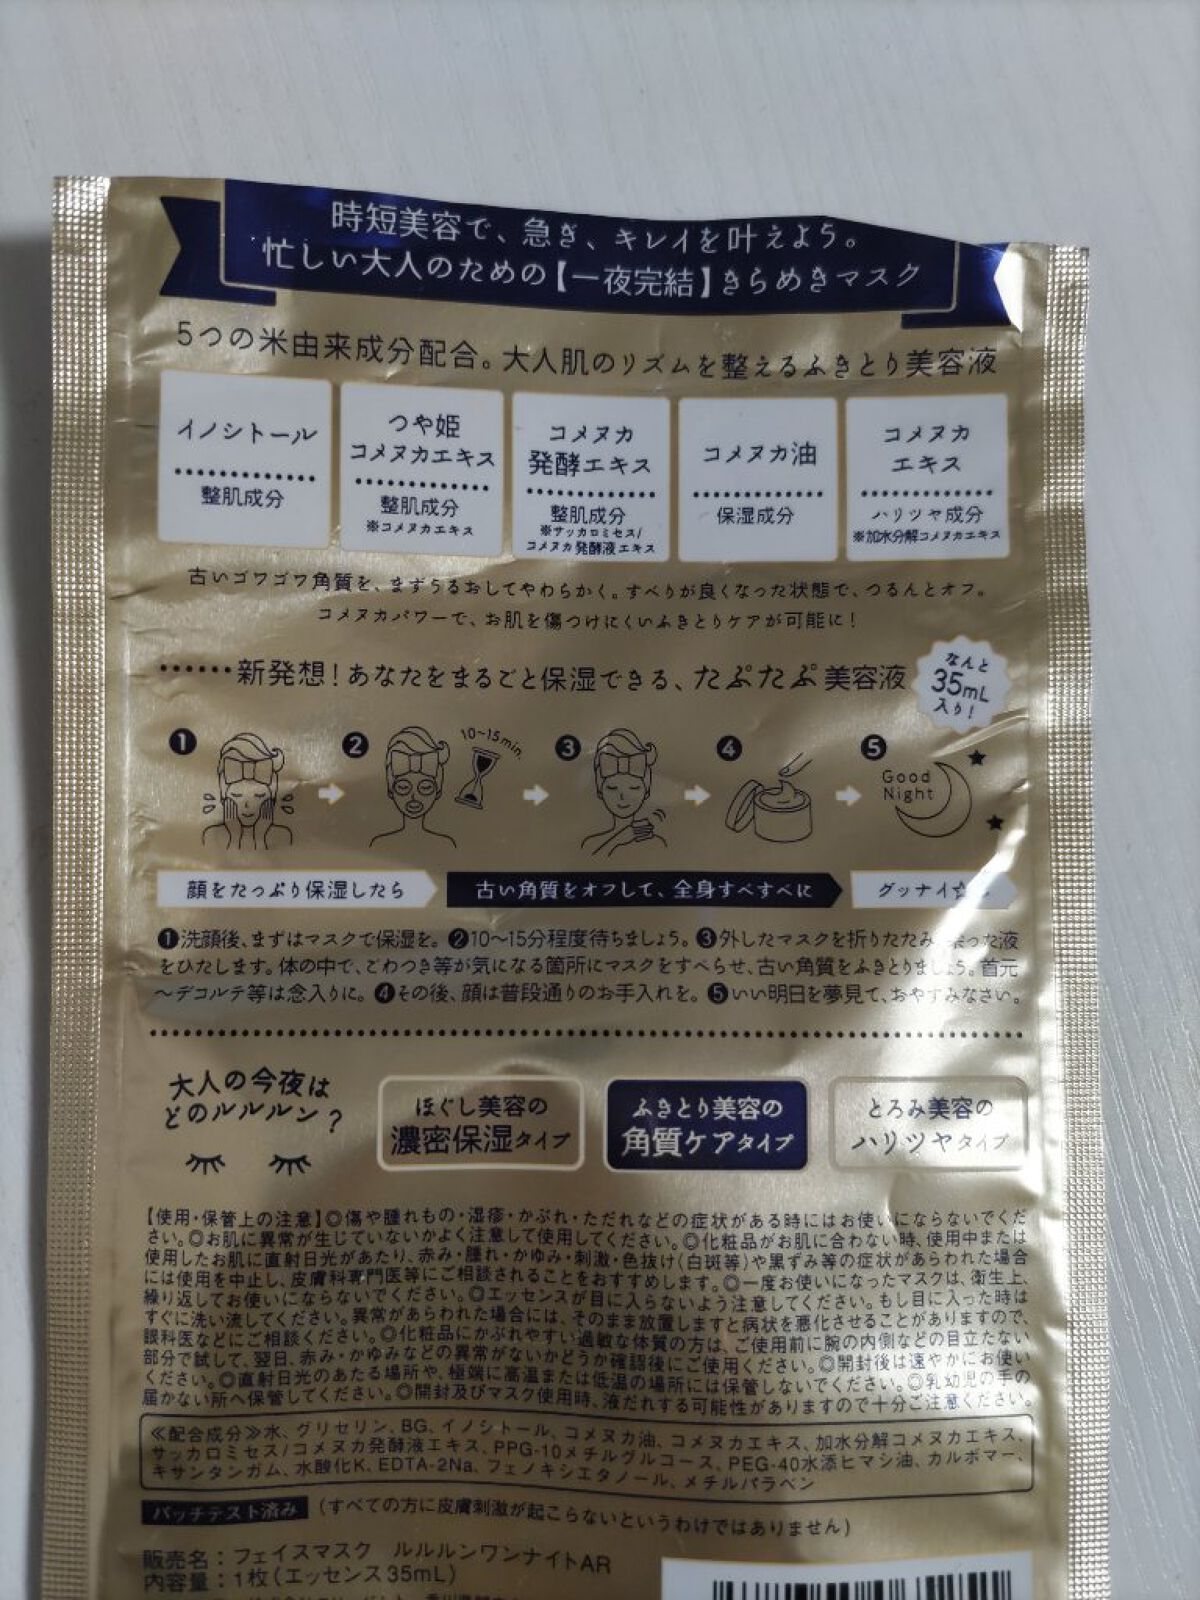 時短美容で、急ぎ、キレイを叶えよう。
忙しい大人のための【一夜完結】きらめきマスク
5つの米由来成分配合。大人肌のリズムを整えるふきとり美容液
イノシトール
整肌成分
つや姫
コメヌカエキス
整肌成分
※コメヌカエキス
コメヌカ
発酵エキス
整肌成分
※サッカロミセス/
コメヌカ発酵液エキス
コメヌカ油
保湿成分
コメヌカ
エキス
ハリツヤ成分
※加水分解コメヌカエキス
古いゴワゴワ角質を、まずうるおしてやわらかく。すべりが良くなった状態で、つるんとオフ。
コメヌカパワーで、お肌を傷つけにくいふきとりケアが可能に!
新発想!あなたをまるごと保湿できる、たぷたぷ美容液
なんと
35mL
入り!
1
2
10~15min.
3
4
5
Good
Night
顔をたっぷり保湿したら
古い角質をオフして、全身すべすべに
グッナイ☆
❶洗顔後、まずはマスクで保湿を。❷10〜15分程度待ちましょう。❸外したマスクを折りたたみ、った液
をひたします。体の中で、ごわつき等が気になる箇所にマスクをすべらせ、古い角質をふきとりましょう。首元
〜デコルテ等は念入りに。❹その後、顔は普段通りのお手入れを。❺いい明日を夢見て、おやすみなさい。
大人の今夜は
どのルルルン?
ほぐし美容の
濃密保湿タイプ
ふきとり美容の
角質ケアタイプ
とろみ美容の
ハリツヤタイプ
【使用・保管上の注意】◎傷や腫れもの・湿疹・かぶれ・ただれなどの症状がある時にはお使いにならないでくだ
さい。◎お肌に異常が生じていないかよく注意して使用してください。◎化粧品がお肌に合わない時、使用中または
使用したお肌に直射日光があたり、赤み・腫れ・かゆみ・刺激・色抜け(白斑等)や黒ずみ等の症状があらわれた場合
には使用を中止し、皮膚科専門医等にご相談されることをおすすめします。◎一度お使いになったマスクは、衛生上、
繰り返してお使いにならないでください。◎エッセンスが目に入らないよう注意してください。もし目に入った時は
すぐに洗い流してください。異常があらわれた場合には、そのまま放置しますと病状を悪化させることがありますので、
眼科医などにご相談ください。◎化粧品にかぶれやすい過敏な体質の方は、ご使用前に腕の内側などの目立たない
部分で試して、翌日、赤み・かゆみなどの異常がないかどうか確認後にご使用ください。◎開封後は速やかにお使い
ください。◎直射日光のあたる場所や、極端に高温または低温の場所には保管しないでください。◎乳幼児の手の
届かない所へ保管してください。◎開封及びマスク使用時、液だれする可能性がありますので十分ご注意ください。
≪配合成分≫水、グリセリン、BG、イノシトール、コメヌカ油、コメヌカエキス、加水分解コメヌカエキス、
サッカロミセス/コメヌカ発酵液エキス、PPG-10メチルグルコース、PEG-40水添ヒマシ油、カルボマー、
キサンタンガム、水酸化K、EDTA-2Na、フェノキシエタノール、メチルパラベン
パッチテスト済み (すべての方に皮膚刺激が起こらないというわけではありません)
販売名:フェイスマスク ルルルンワンナイトAR
内容量:1枚(エッセンス35mL)